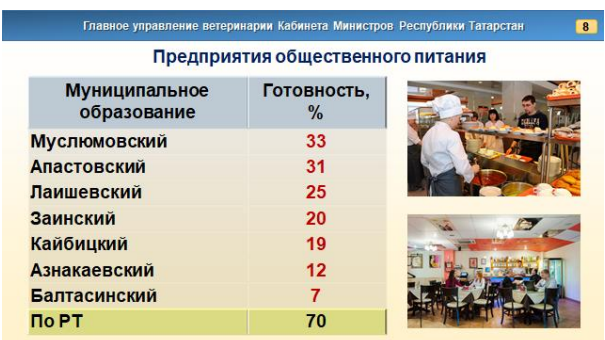 Главное управление ветеринарии Кабинета Министров Республики Татарстан
8
Предприятия общественного питания
Муниципальное образование
Готовность, %
Муслюмовский 33
Апастовский 31
Лаишевский 25
Заинский 20
Кайбицкий 19
Азнакаевский 12
Балтасинский 7
По РТ 70